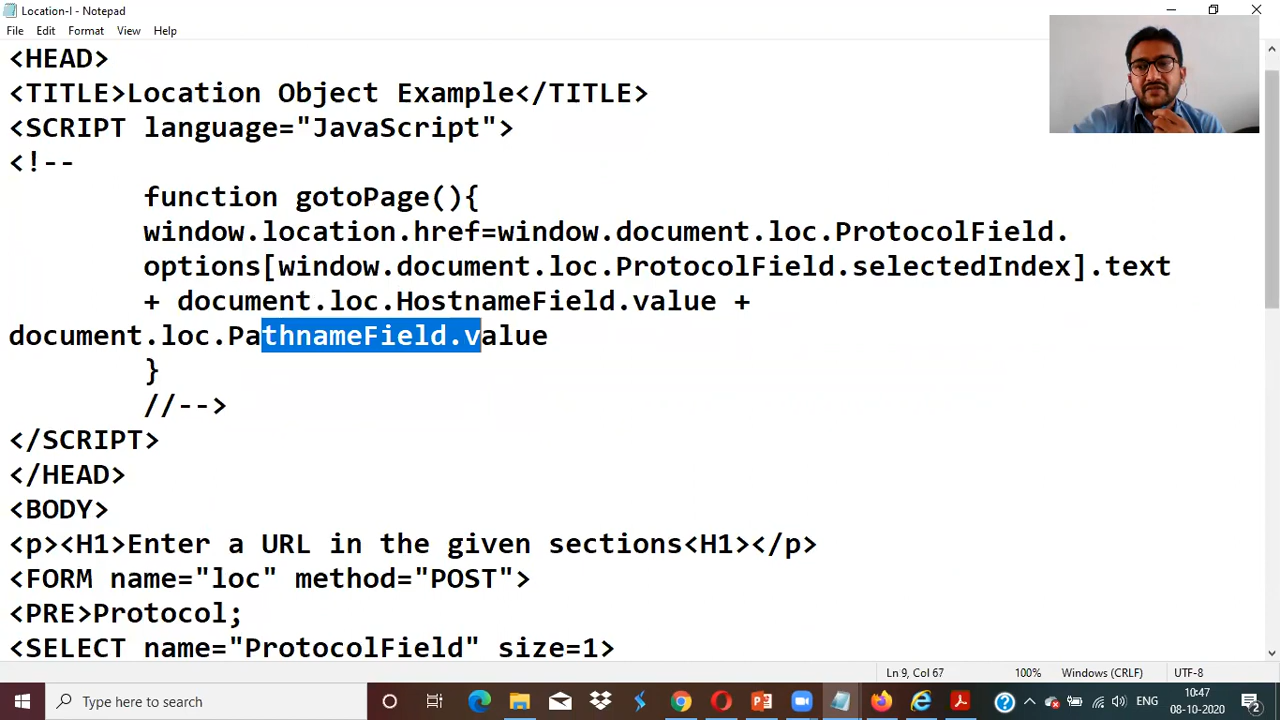 Location-I - Notepad
File Edit Format View Help
<HEAD>
<TITLE>Location Object Example</TITLE>
<SCRIPT language="JavaScript">
<!--
function gotoPage(){
window.location.href=window.document.loc.ProtocolField.
options[window.document.loc.ProtocolField.selectedIndex].text
+ document.loc.HostnameField.value +
document.loc.PathnameField.value
}
//-->
</SCRIPT>
</HEAD>
<BODY>
<p><H1>Enter a URL in the given sections<H1></p>
<FORM name="loc" method="POST">
<PRE>Protocol;
<SELECT name="ProtocolField" size=1>
Ln 9, Col 67 100% Windows (CRLF) UTF-8
Type here to search
ENG
10:47
08-10-2020
2